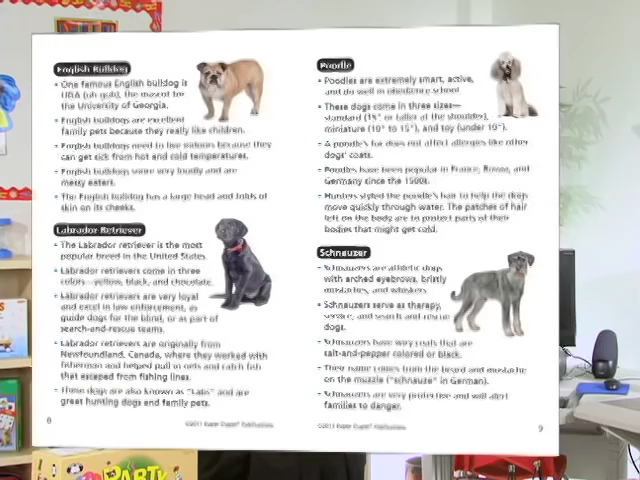 English Bulldog
• One famous English bulldog is
UGA (uh guh), the mascot for
the University of Georgia.
• English bulldogs are excellent
family pets because they really like children.
• English bulldogs need to live indoors because they
can get sick from hot and cold temperatures.
• English bulldogs snore very loudly and are
messy eaters.
• The English bulldog has a large head and folds of
skin on its cheeks.
Labrador Retriever
• The Labrador retriever is the most
popular breed in the United States.
• Labrador retrievers come in three
colors—yellow, black, and chocolate.
• Labrador retrievers are very loyal
and excel in law enforcement, as
guide dogs for the blind, or as part of
search-and-rescue teams.
• Labrador retrievers are originally from
Newfoundland, Canada, where they worked with
fisherman and helped pull in nets and catch fish
that escaped from fishing lines.
• These dogs are also known as "Labs" and are
great hunting dogs and family pets.
8
©2011 Super Duper® Publications
Poodle
• Poodles are extremely smart, active,
and do well in obedience school.
• These dogs come in three sizes—
standard (15" or taller at the shoulder),
miniature (10" to 15"), and toy (under 10").
• A poodle's fur does not affect allergies like other
dogs' coats.
• Poodles have been popular in France, Russia, and
Germany since the 1500s.
• Hunters styled the poodle's hair to help the dogs
move quickly through water. The patches of hair
left on the body are to protect parts of their
bodies that might get cold.
Schnauzer
• Schnauzers are athletic dogs
with arched eyebrows, bristly
mustaches, and whiskers.
• Schnauzers serve as therapy,
service, and search and rescue
dogs.
• Schnauzers have wiry coats that are
salt-and-pepper colored or black.
• Their name comes from the beard and mustache
on the muzzle ("schnauze" in German).
• Schnauzers are very protective and will alert
families to danger.
©2011 Super Duper® Publications
9
PARTY